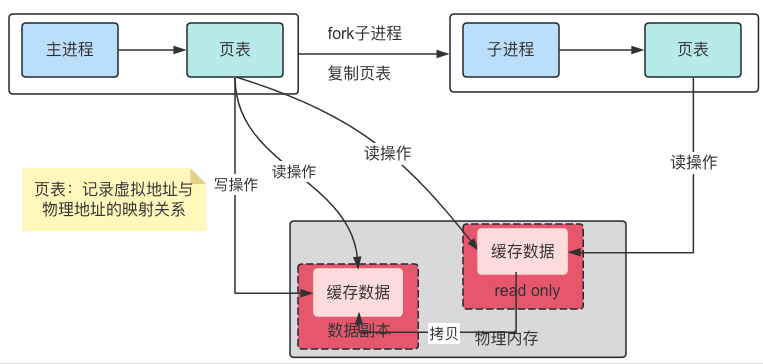 主进程
页表
fork子进程
复制页表
子进程
页表
读操作
读操作
读操作
写操作
页表：记录虚拟地址与
物理地址的映射关系
缓存数据
read only
缓存数据
数据副本
拷贝
物理内存